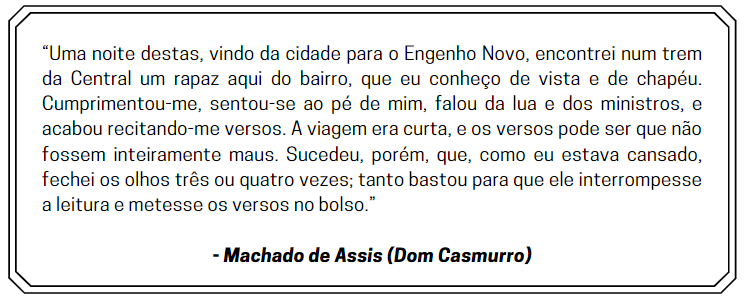 “Uma noite destas, vindo da cidade para o Engenho Novo, encontrei num trem
da Central um rapaz aqui do bairro, que eu conheço de vista e de chapéu.
Cumprimentou-me, sentou-se ao pé de mim, falou da lua e dos ministros, e
acabou recitando-me versos. A viagem era curta, e os versos pode ser que não
fossem inteiramente maus. Sucedeu, porém, que, como eu estava cansado,
fechei os olhos três ou quatro vezes; tanto bastou para que ele interrompesse
a leitura e metesse os versos no bolso.”
- Machado de Assis (Dom Casmurro)